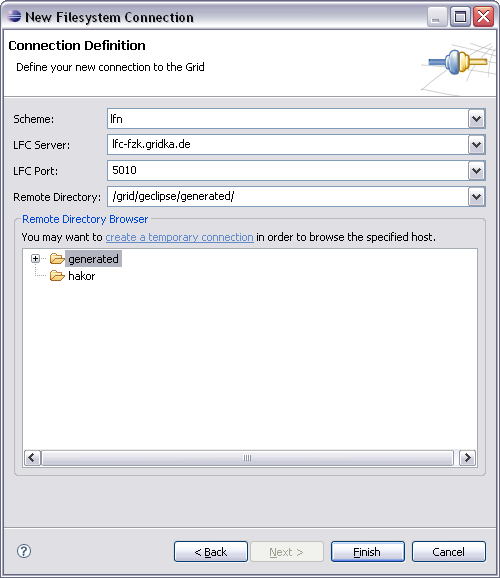 New Filesystem Connection
Connection Definition
Define your new connection to the Grid
Scheme: lfn
LFC Server: lfc-fzk.gridka.de
LFC Port: 5010
Remote Directory: /grid/geclipse/generated/
Remote Directory Browser
You may want to create a temporary connection in order to browse the specified host.
generated
hakor
< Back Next > Finish Cancel